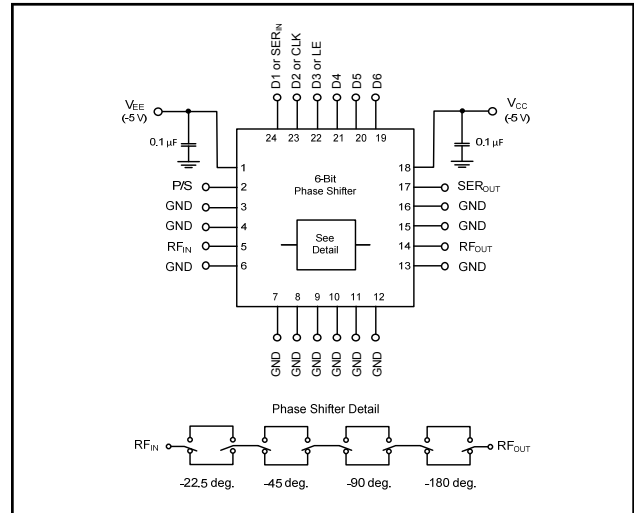 D1 or SERIN
D2 or CLK
D3 or LE
D4
D5
D6
VEE
(-5 V)
VCC
(-5 V)
0.1 µF
0.1 µF
24 23 22 21 20 19
1
18
6-Bit
Phase Shifter
P/S 2
17 SEROUT
GND 3
16 GND
GND 4
15 GND
See
Detail
RFIN 5
14 RFOUT
GND 6
13 GND
7 8 9 10 11 12
GND GND GND GND GND GND
Phase Shifter Detail
RFIN
RFOUT
-22.5 deg. -45 deg. -90 deg. -180 deg.